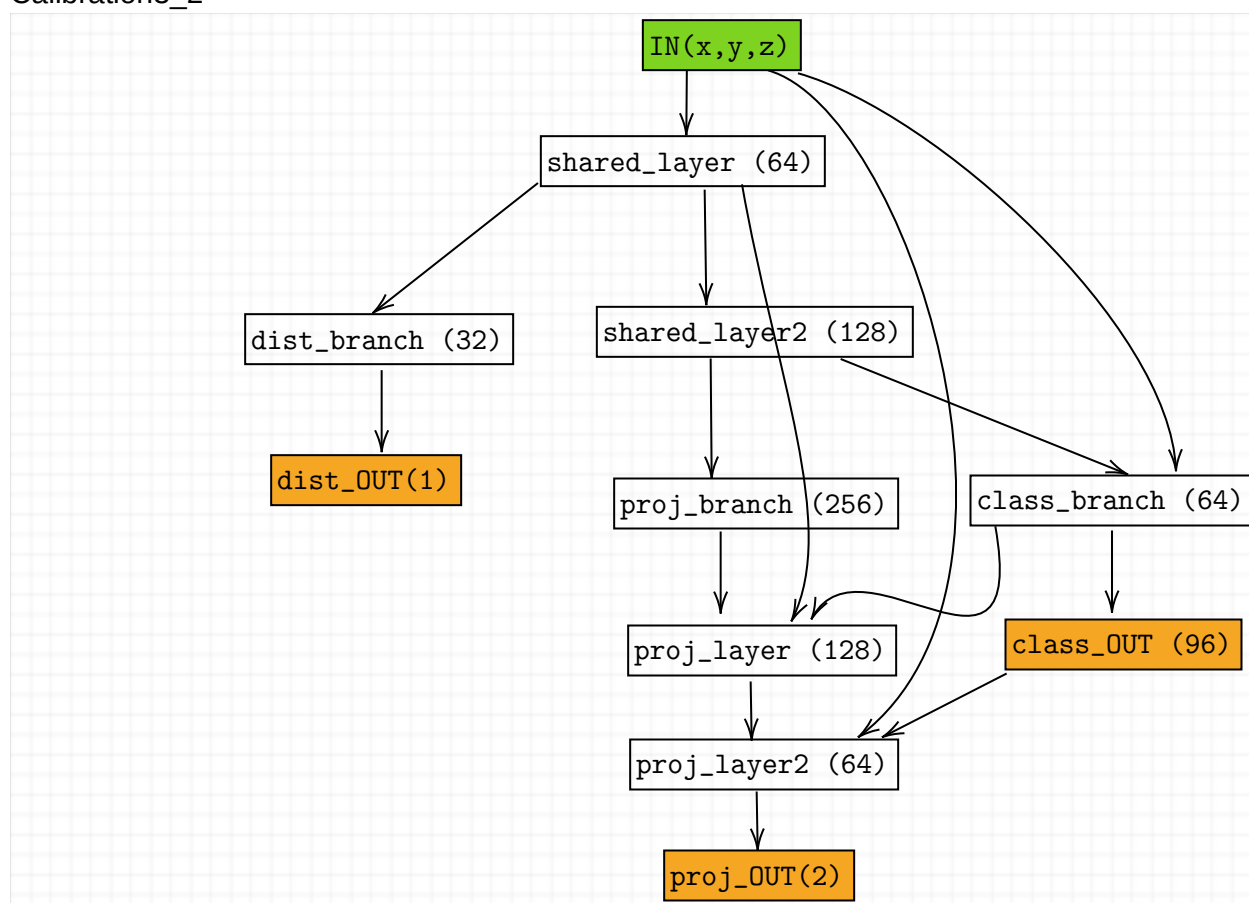 Calibration3_2
IN(x,y,z)
shared_layer (64)
dist_branch (32)
shared_layer2 (128)
dist_OUT(1)
proj_branch (256)
class_branch (64)
proj_layer (128)
class_OUT (96)
proj_layer2 (64)
proj_OUT(2)